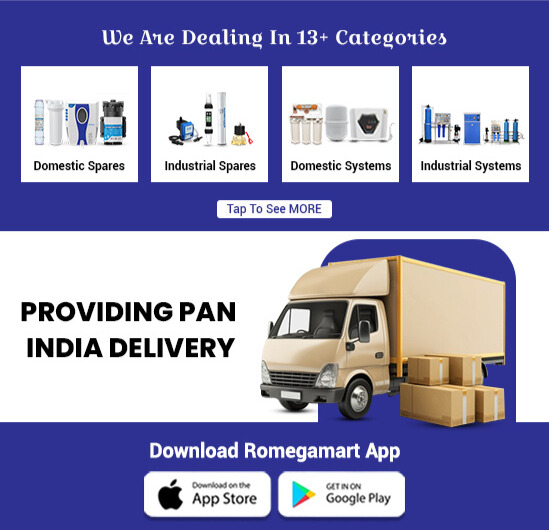 We Are Dealing In 13+ Categories
Domestic Spares
Industrial Spares
Domestic Systems
Industrial Systems
Tap To See MORE
PROVIDING PAN
INDIA DELIVERY
Download Romegamart App
Download on the
App Store
GET IN ON
Google Play